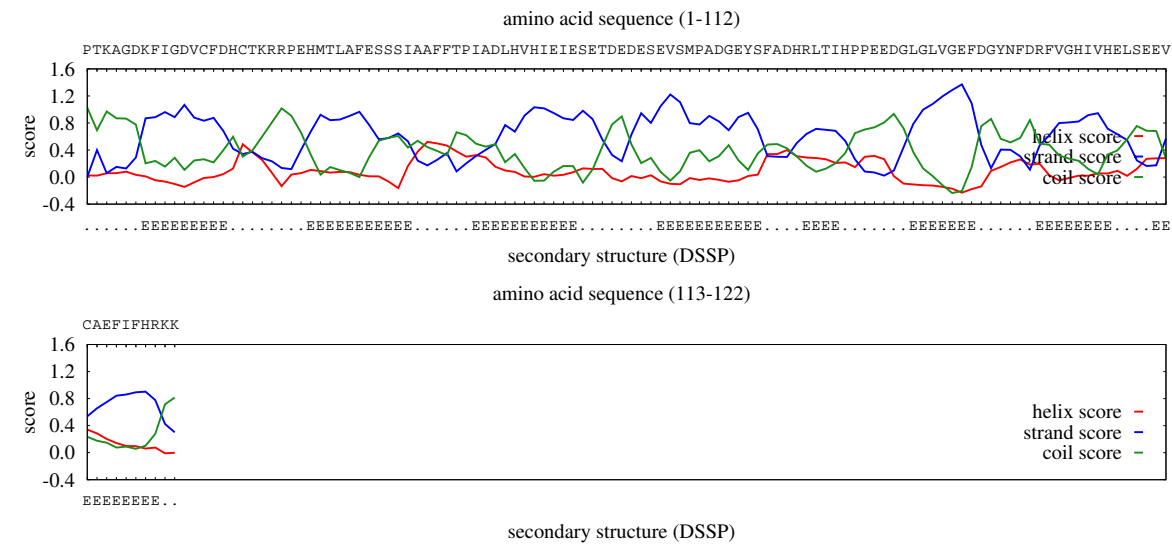 amino acid sequence (1-112)
PTKAGDKFIGDVCFDHCTKRRPEHMTLAFESSSIAAFFTPIADLHVHIEIESETDEDESEVSMPADGEYSFADHRLTIHPPEEDGLGLVGEFDGYNFDRFVGHIVHELSEEV
1.6
1.2
0.8
0.4
0.0
-0.4
score
helix score
strand score
coil score
......EEEEEEEEE........EEEEEEEEEEE......EEEEEEEEEEE........EEEEEEEEEEE....EEEE.......EEEEEEE......EEEEEEEE....EE
secondary structure (DSSP)
amino acid sequence (113-122)
CAEFIFHRKK
1.6
1.2
0.8
0.4
0.0
-0.4
score
helix score
strand score
coil score
EEEEEEEE..
secondary structure (DSSP)